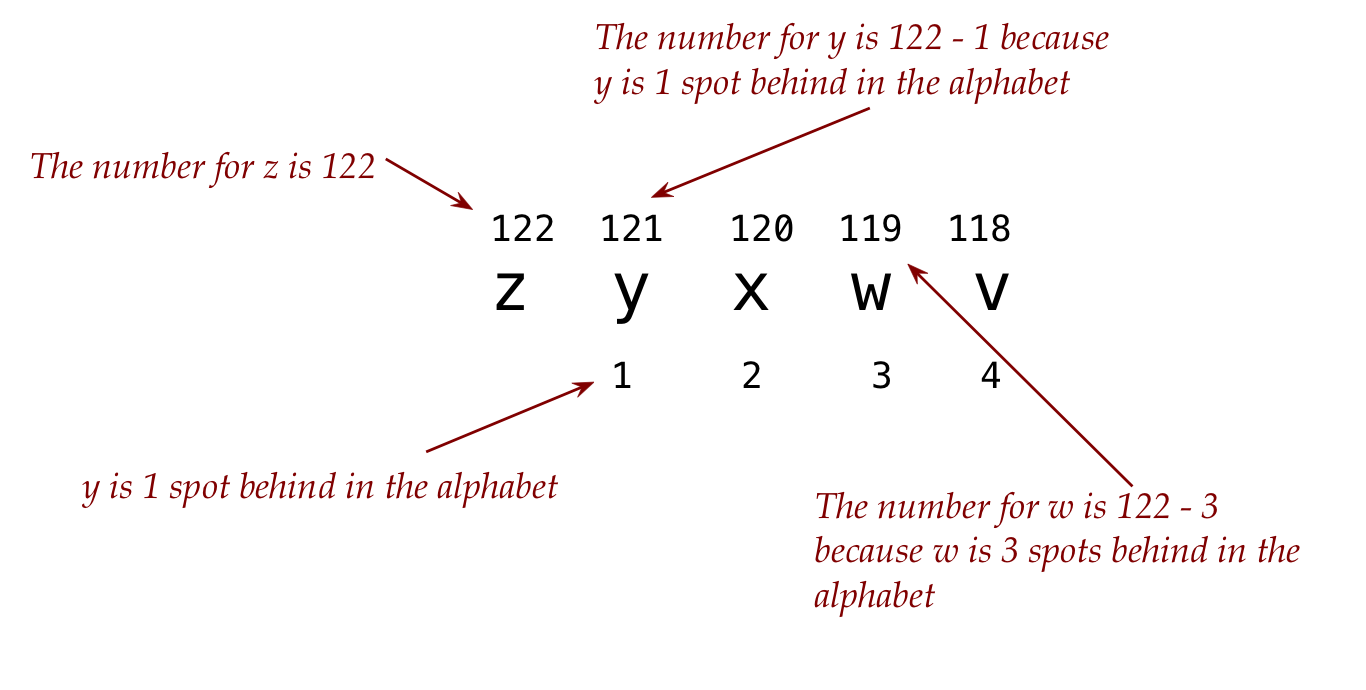 The number for y is 122 - 1 because
y is 1 spot behind in the alphabet
The number for z is 122
122 121 120 119 118
z y x w v
1 2 3 4
y is 1 spot behind in the alphabet
The number for w is 122 - 3
because w is 3 spots behind in the
alphabet